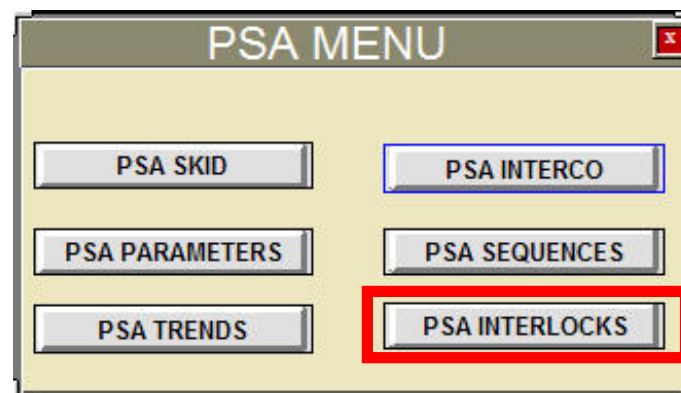 PSA MENU
x
PSA SKID
PSA INTERCO
PSA PARAMETERS
PSA SEQUENCES
PSA TRENDS
PSA INTERLOCKS